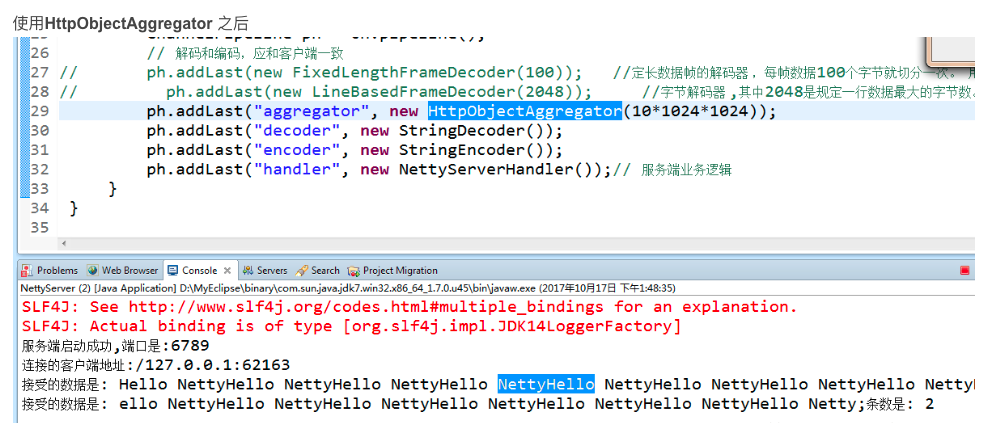 使用HttpObjectAggregator 之后
26 // 解码和编码，应和客户端一致
27 // ph.addLast(new FixedLengthFrameDecoder(100)); //定长数据帧的解码器 ，每帧数据100个字节就切分一次。
28 // ph.addLast(new LineBasedFrameDecoder(2048)); //字节解码器 ,其中2048是规定一行数据最大的字节数。
29 ph.addLast("aggregator", new HttpObjectAggregator(10*1024*1024));
30 ph.addLast("decoder", new StringDecoder());
31 ph.addLast("encoder", new StringEncoder());
32 ph.addLast("handler", new NettyServerHandler());// 服务端业务逻辑
33 }
34 }
35
Problems Web Browser Console Servers Search Project Migration
NettyServer (2) [Java Application] D:\MyEclipse\binary\com.sun.java.jdk7.win32.x86_64_1.7.0.u45\bin\javaw.exe (2017年10月17日 下午1:48:35)
SLF4J: See http://www.slf4j.org/codes.html#multiple_bindings for an explanation.
SLF4J: Actual binding is of type [org.slf4j.impl.JDK14LoggerFactory]
服务端启动成功,端口是:6789
连接的客户端地址:/127.0.0.1:62163
接受的数据是: Hello NettyHello NettyHello NettyHello NettyHello NettyHello NettyHello NettyHello Netty
接受的数据是: ello NettyHello NettyHello NettyHello NettyHello NettyHello NettyHello Netty;条数是: 2